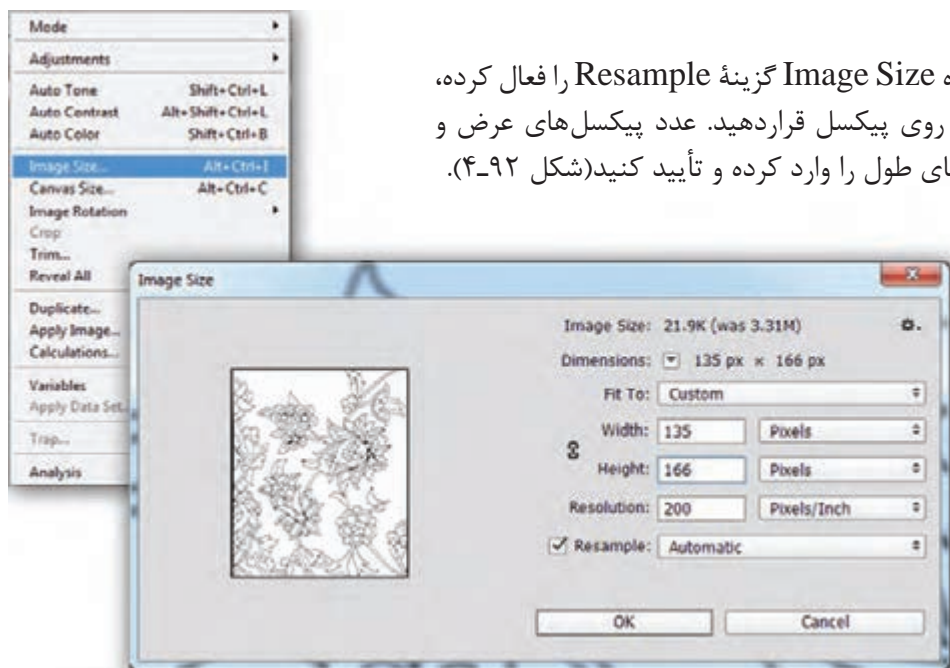 Mode
Adjustments
Auto Tone Shift+Ctrl+L
Auto Contrast Alt+Shift+Ctrl+L
Auto Color Shift+Ctrl+B
Image Size... Alt+Ctrl+I
Canvas Size... Alt+Ctrl+C
Image Rotation
Crop
Trim...
Reveal All
Duplicate...
Apply Image...
Calculations...
Variables
Apply Data Set
Trap...
Analysis
Image Size گزینۀ Resample را فعال کرده،
روی پیکسل قراردهید. عدد پیکسل‌های عرض و
طول را وارد کرده و تأیید کنید(شکل ۹۲ـ۴).
Image Size
Image Size: 21.9K (was 3.31M)
Dimensions: 135 px × 166 px
Fit To: Custom
Width: 135 Pixels
Height: 166 Pixels
Resolution: 200 Pixels/Inch
Resample: Automatic
OK Cancel